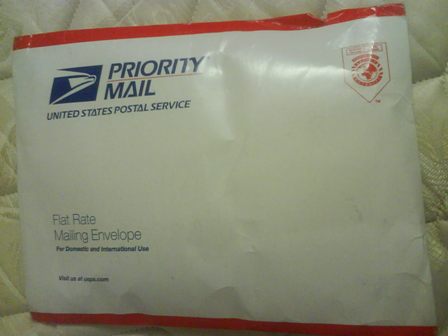 PRIORITY
MAIL
UNITED STATES POSTAL SERVICE
Flat Rate
Mailing Envelope
For Domestic and International Use
Visit us at usps.com